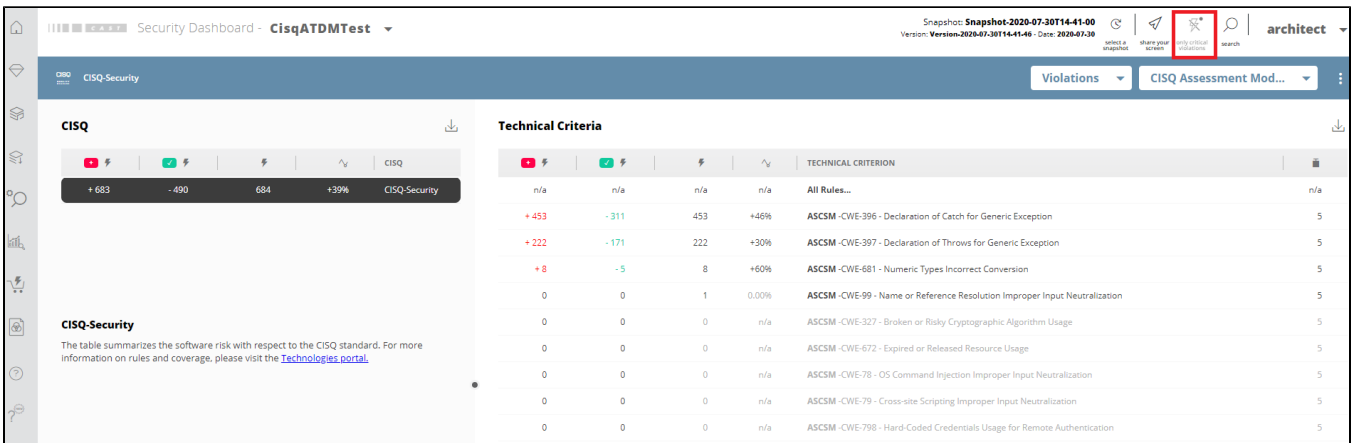 CAST Security Dashboard - CisqATDMTest
Snapshot: Snapshot-2020-07-30T14-41-00
Version: Version-2020-07-30T14-41-46 - Date: 2020-07-30
select a snapshot
share your screen
only critical violations
search
architect
CISQ CISQ-Security
Violations
CISQ Assessment Mod...
CISQ
CISQ
+ 683 - 490 684 +39% CISQ-Security
CISQ-Security
The table summarizes the software risk with respect to the CISQ standard. For more
information on rules and coverage, please visit the Technologies portal.
Technical Criteria
TECHNICAL CRITERION
n/a n/a n/a n/a All Rules... n/a
+ 453 - 311 453 +46% ASCSM -CWE-396 - Declaration of Catch for Generic Exception 5
+ 222 - 171 222 +30% ASCSM -CWE-397 - Declaration of Throws for Generic Exception 5
+ 8 - 5 8 +60% ASCSM -CWE-681 - Numeric Types Incorrect Conversion 5
0 0 1 0.00% ASCSM -CWE-99 - Name or Reference Resolution Improper Input Neutralization 5
0 0 0 n/a ASCSM -CWE-327 - Broken or Risky Cryptographic Algorithm Usage 5
0 0 0 n/a ASCSM -CWE-672 - Expired or Released Resource Usage 5
0 0 0 n/a ASCSM -CWE-78 - OS Command Injection Improper Input Neutralization 5
0 0 0 n/a ASCSM -CWE-79 - Cross-site Scripting Improper Input Neutralization 5
0 0 0 n/a ASCSM -CWE-798 - Hard-Coded Credentials Usage for Remote Authentication 5